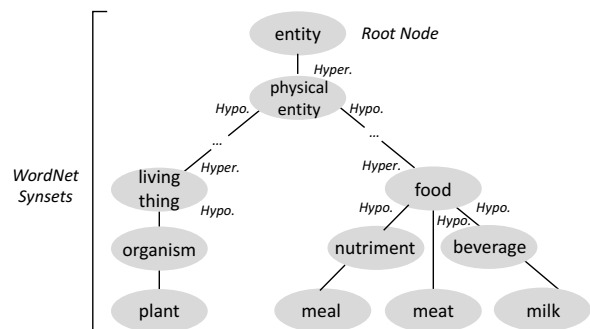 entity
Root Node
Hyper.
physical
entity
Hypo.
Hypo.
...
...
Hyper.
Hyper.
WordNet
Synsets
living
thing
food
Hypo.
Hypo.
Hypo.
Hypo.
organism
nutriment
beverage
plant
meal
meat
milk